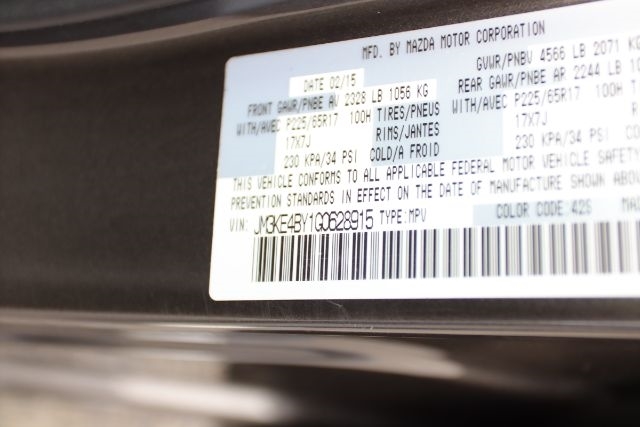 MFD. BY MAZDA MOTOR CORPORATION
DATE 02/15 GVWR/PNBV 4566 LB 2071 KG
FRONT GAWR/PNBE AV 2328 LB 1056 KG REAR GAWR/PNBE AR 2244 LB
WITH/AVEC P225/65R17 100H TIRES/PNEUS WITH/AVEC P225/65R17 100H
17X7J RIMS/JANTES 17X7J
230 KPA/34 PSI COLD/A FROID 230 KPA/34 PSI
THIS VEHICLE CONFORMS TO ALL APPLICABLE FEDERAL MOTOR VEHICLE SAFETY
PREVENTION STANDARDS IN EFFECT ON THE DATE OF MANUFACTURE SHOWN
VIN: JM3KE4BY1G0628915 TYPE:MPV COLOR CODE:42S